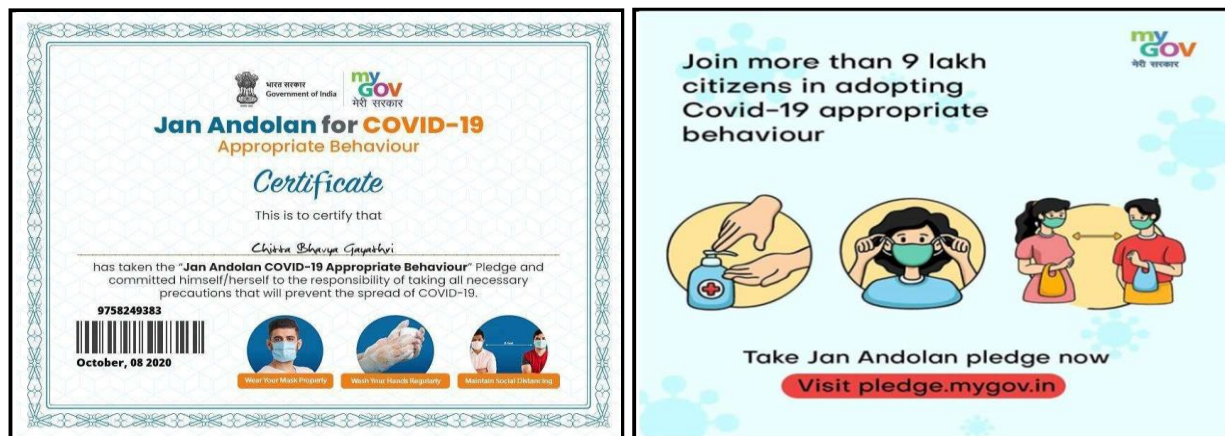 भारत सरकार
Government of India
my
GOV
मेरी सरकार
Jan Andolan for COVID-19
Appropriate Behaviour
Certificate
This is to certify that
Chitta Bhavya Gayathri
has taken the "Jan Andolan COVID-19 Appropriate Behaviour" Pledge and
committed himself/herself to the responsibility of taking all necessary
precautions that will prevent the spread of COVID-19.
9758249383
October, 08 2020
Wear Your Mask Properly
Wash Your Hands Regularly
Maintain Social Distancing
my
GOV
मेरी सरकार
Join more than 9 lakh
citizens in adopting
Covid-19 appropriate
behaviour
Take Jan Andolan pledge now
Visit pledge.mygov.in